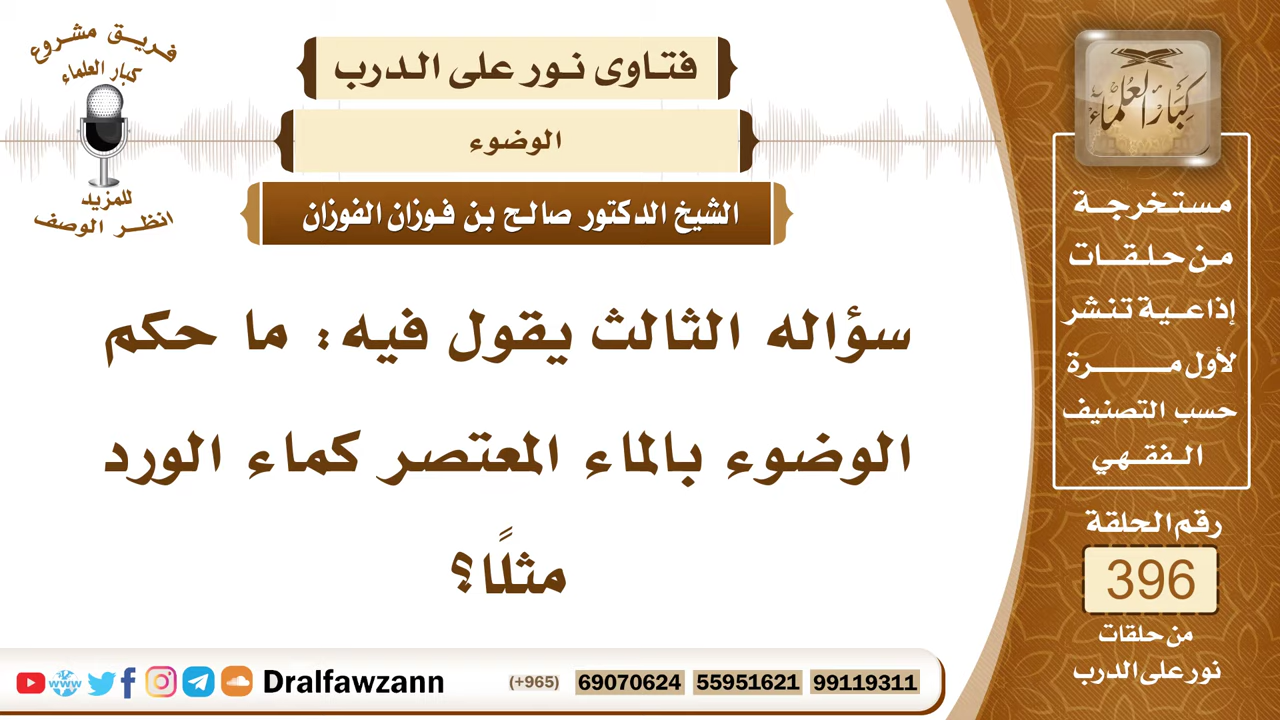 فريق مشروع
كبار العلماء
للمزيد
انظر الوصف
فتاوى نور على الدرب
الوضوء
الشيخ الدكتور صالح بن فوزان الفوزان
سؤاله الثالث يقول فيه: ما حكم
الوضوء بالماء المعتصر كماء الورد
مثلًا؟
كبار العلماء
مستخرجة
من حلقات
إذاعية تنشر
لأول مرة
حسب التصنيف
الفقهي
رقم الحلقة
396
من حلقات
نور على الدرب
www
Dralfawzann
(+965) 69070624 55951621 99119311